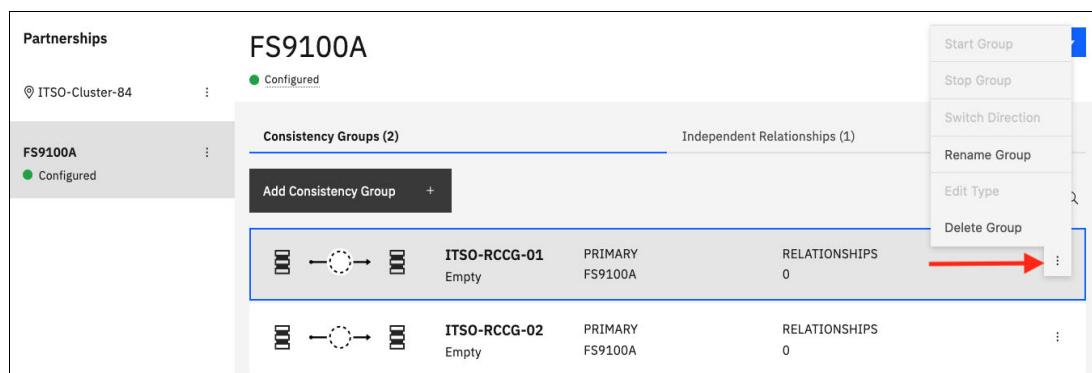 Partnerships
ITSO-Cluster-84
FS9100A
Configured
FS9100A
Configured
Consistency Groups (2)
Independent Relationships (1)
Add Consistency Group +
ITSO-RCCG-01
Empty
PRIMARY
FS9100A
RELATIONSHIPS
0
ITSO-RCCG-02
Empty
PRIMARY
FS9100A
RELATIONSHIPS
0
Start Group
Stop Group
Switch Direction
Rename Group
Edit Type
Delete Group